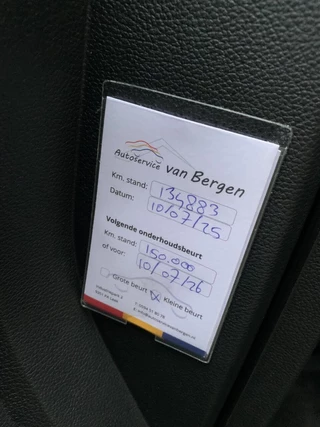 Autoservice van Bergen
Km. stand: 134883
Datum: 10/07/25
Volgende onderhoudsbeurt
Km. stand: 150.000
of voor: 10/07/26
Grote beurt Kleine beurt